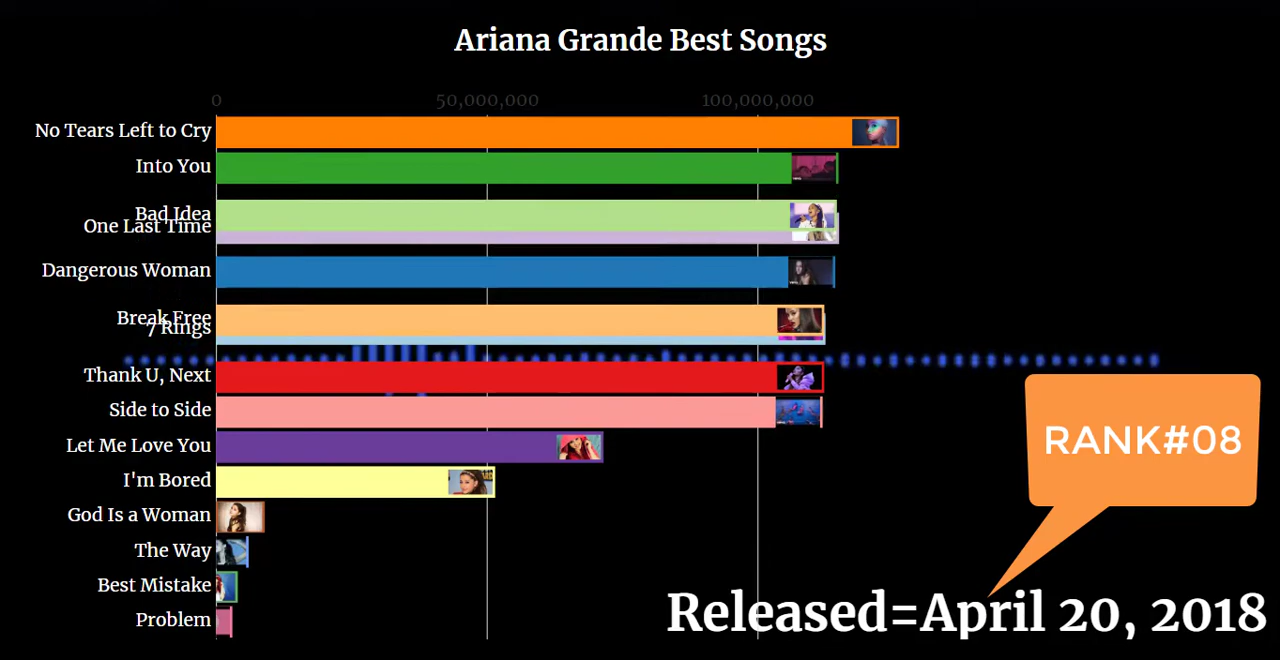 Ariana Grande Best Songs
0 50,000,000 100,000,000
No Tears Left to Cry
Into You
Bad Idea
One Last Time
Dangerous Woman
Break Free
7 Rings
Thank U, Next
Side to Side
Let Me Love You
I'm Bored
God Is a Woman
The Way
Best Mistake
Problem
RANK#08
Released=April 20, 2018